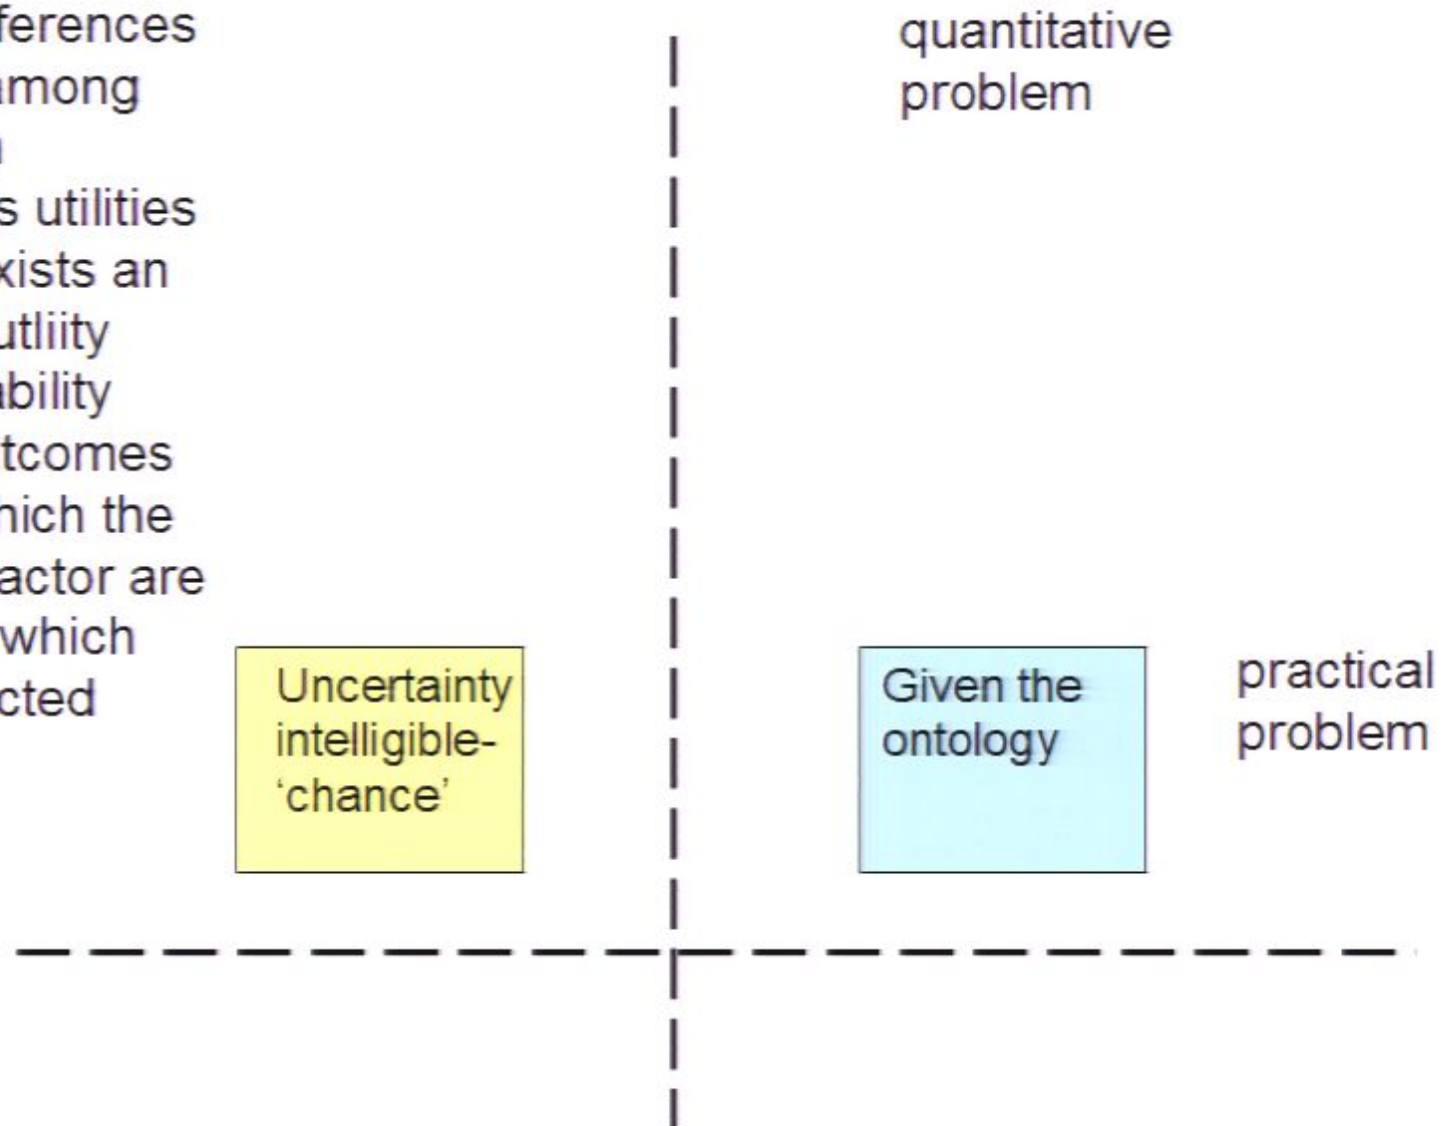 ferences
among
s utilities
xists an
utliity
ability
tcomes
hich the
actor are
which
cted
Uncertainty
intelligible-
‘chance’
quantitative
problem
Given the
ontology
practical
problem